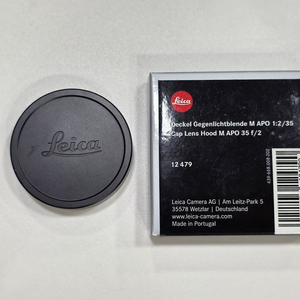 Leica
Leica
Deckel Gegenlichtblende M APO 1:2/35
Cap Lens Hood M APO 35 f/2
12 479
Leica Camera AG | Am Leitz-Park 5
35578 Wetzlar | Deutschland
www.leica-camera.com
Made in Portugal